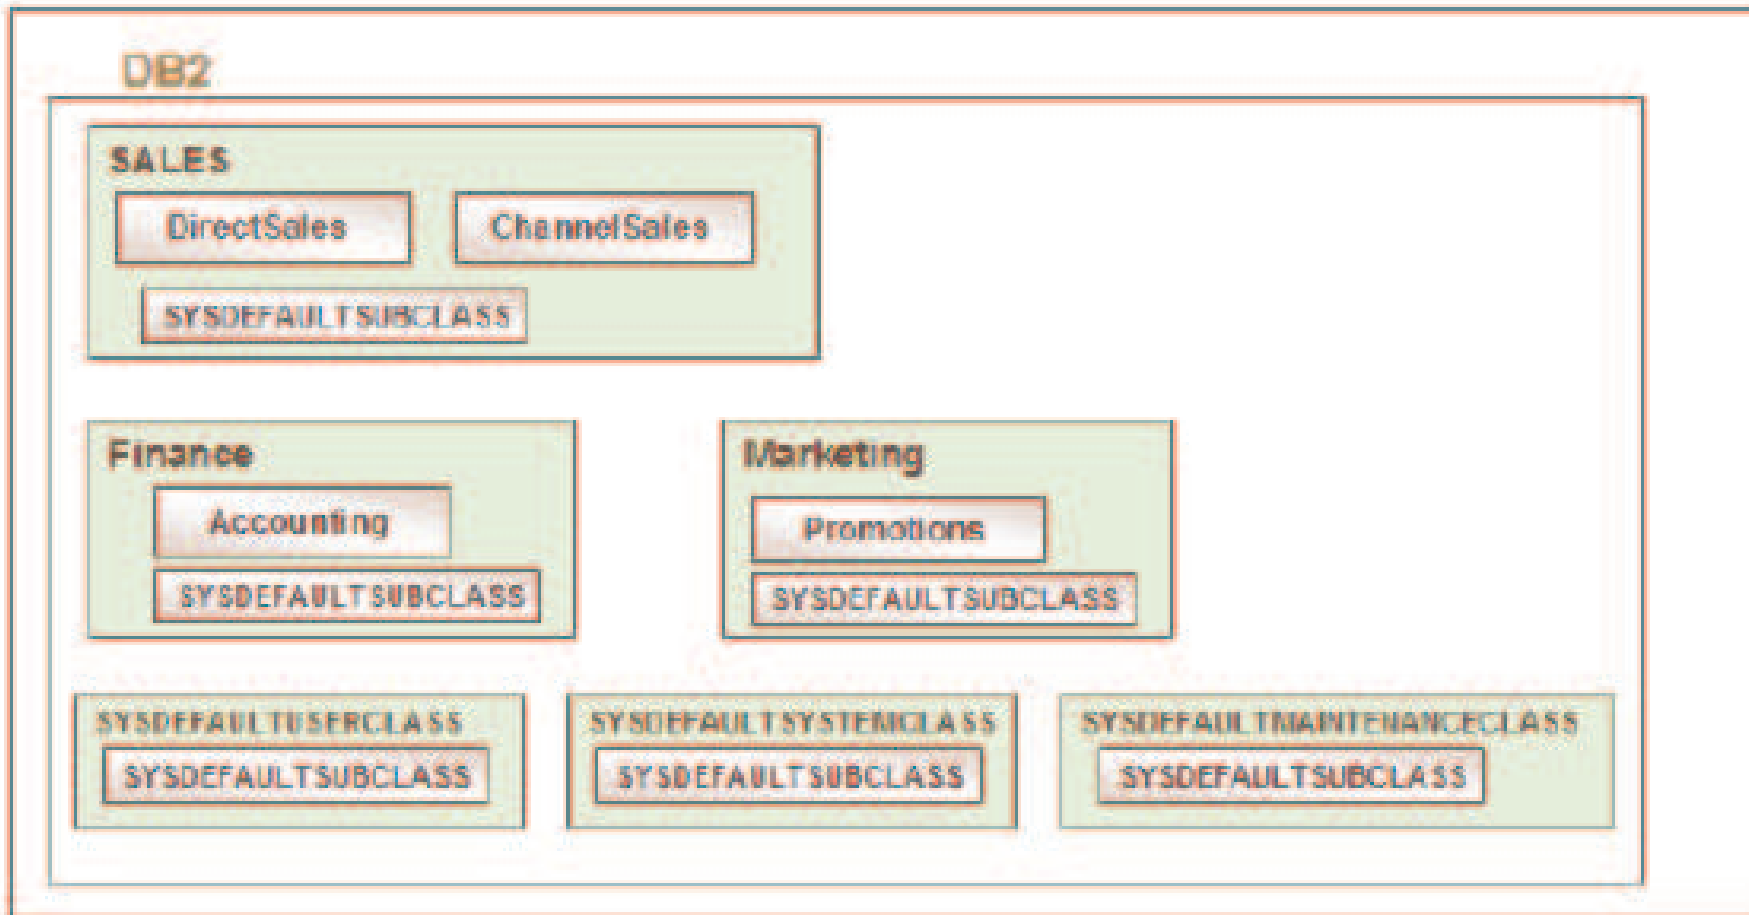 DB2
SALES
DirectSales
ChannelSales
SYSDEFAULTSUBCLASS
Finance
Marketing
Accounting
Promotions
SYSDEFAULTSUBCLASS
SYSDEFAULTSUBCLASS
SYSDEFAULTUSERCLASS
SYSDEFAULTSYSTEMCLASS
SYSDEFAULTMAINTENANCECLASS
SYSDEFAULTSUBCLASS
SYSDEFAULTSUBCLASS
SYSDEFAULTSUBCLASS